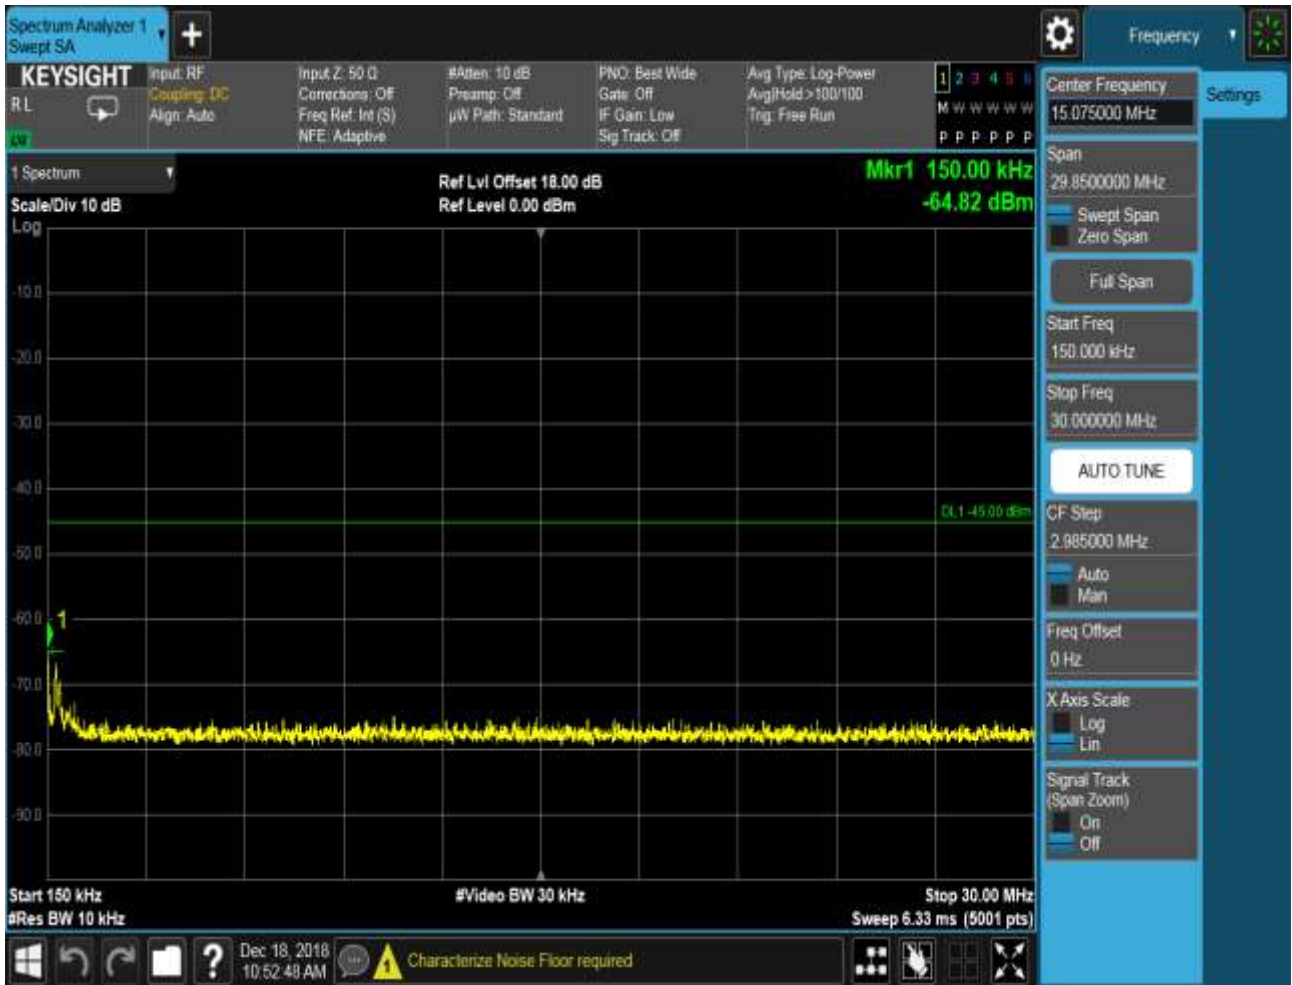 Spectrum Analyzer 1
Swept SA
Frequency
KEYSIGHT
RL
Input: RF
Coupling: DC
Align: Auto
Input Z: 50 Ω
Corrections: Off
Freq Ref: Int (S)
NFE: Adaptive
#Atten: 10 dB
Preamp: Off
µW Path: Standard
PNO: Best Wide
Gate: Off
IF Gain: Low
Sig Track: Off
Avg Type: Log-Power
Avg|Hold:>100/100
Trig: Free Run
1 2 3 4 5 6
M W W W W W
P P P P P P
1 Spectrum
Scale/Div 10 dB
Ref Lvl Offset 18.00 dB
Ref Level 0.00 dBm
Mkr1 150.00 kHz
-64.82 dBm
Log
-10.0
-20.0
-30.0
-40.0
-50.0
-60.0
-70.0
-80.0
-90.0
DL1 -45.00 dBm
1
Start 150 kHz
#Res BW 10 kHz
#Video BW 30 kHz
Stop 30.00 MHz
Sweep 6.33 ms (5001 pts)
Center Frequency
15.075000 MHz
Settings
Span
29.8500000 MHz
Swept Span
Zero Span
Full Span
Start Freq
150.000 kHz
Stop Freq
30.000000 MHz
AUTO TUNE
CF Step
2.985000 MHz
Auto
Man
Freq Offset
0 Hz
X Axis Scale
Log
Lin
Signal Track
(Span Zoom)
On
Off
?
Dec 18, 2018
10:52:48 AM
1
Characterize Noise Floor required